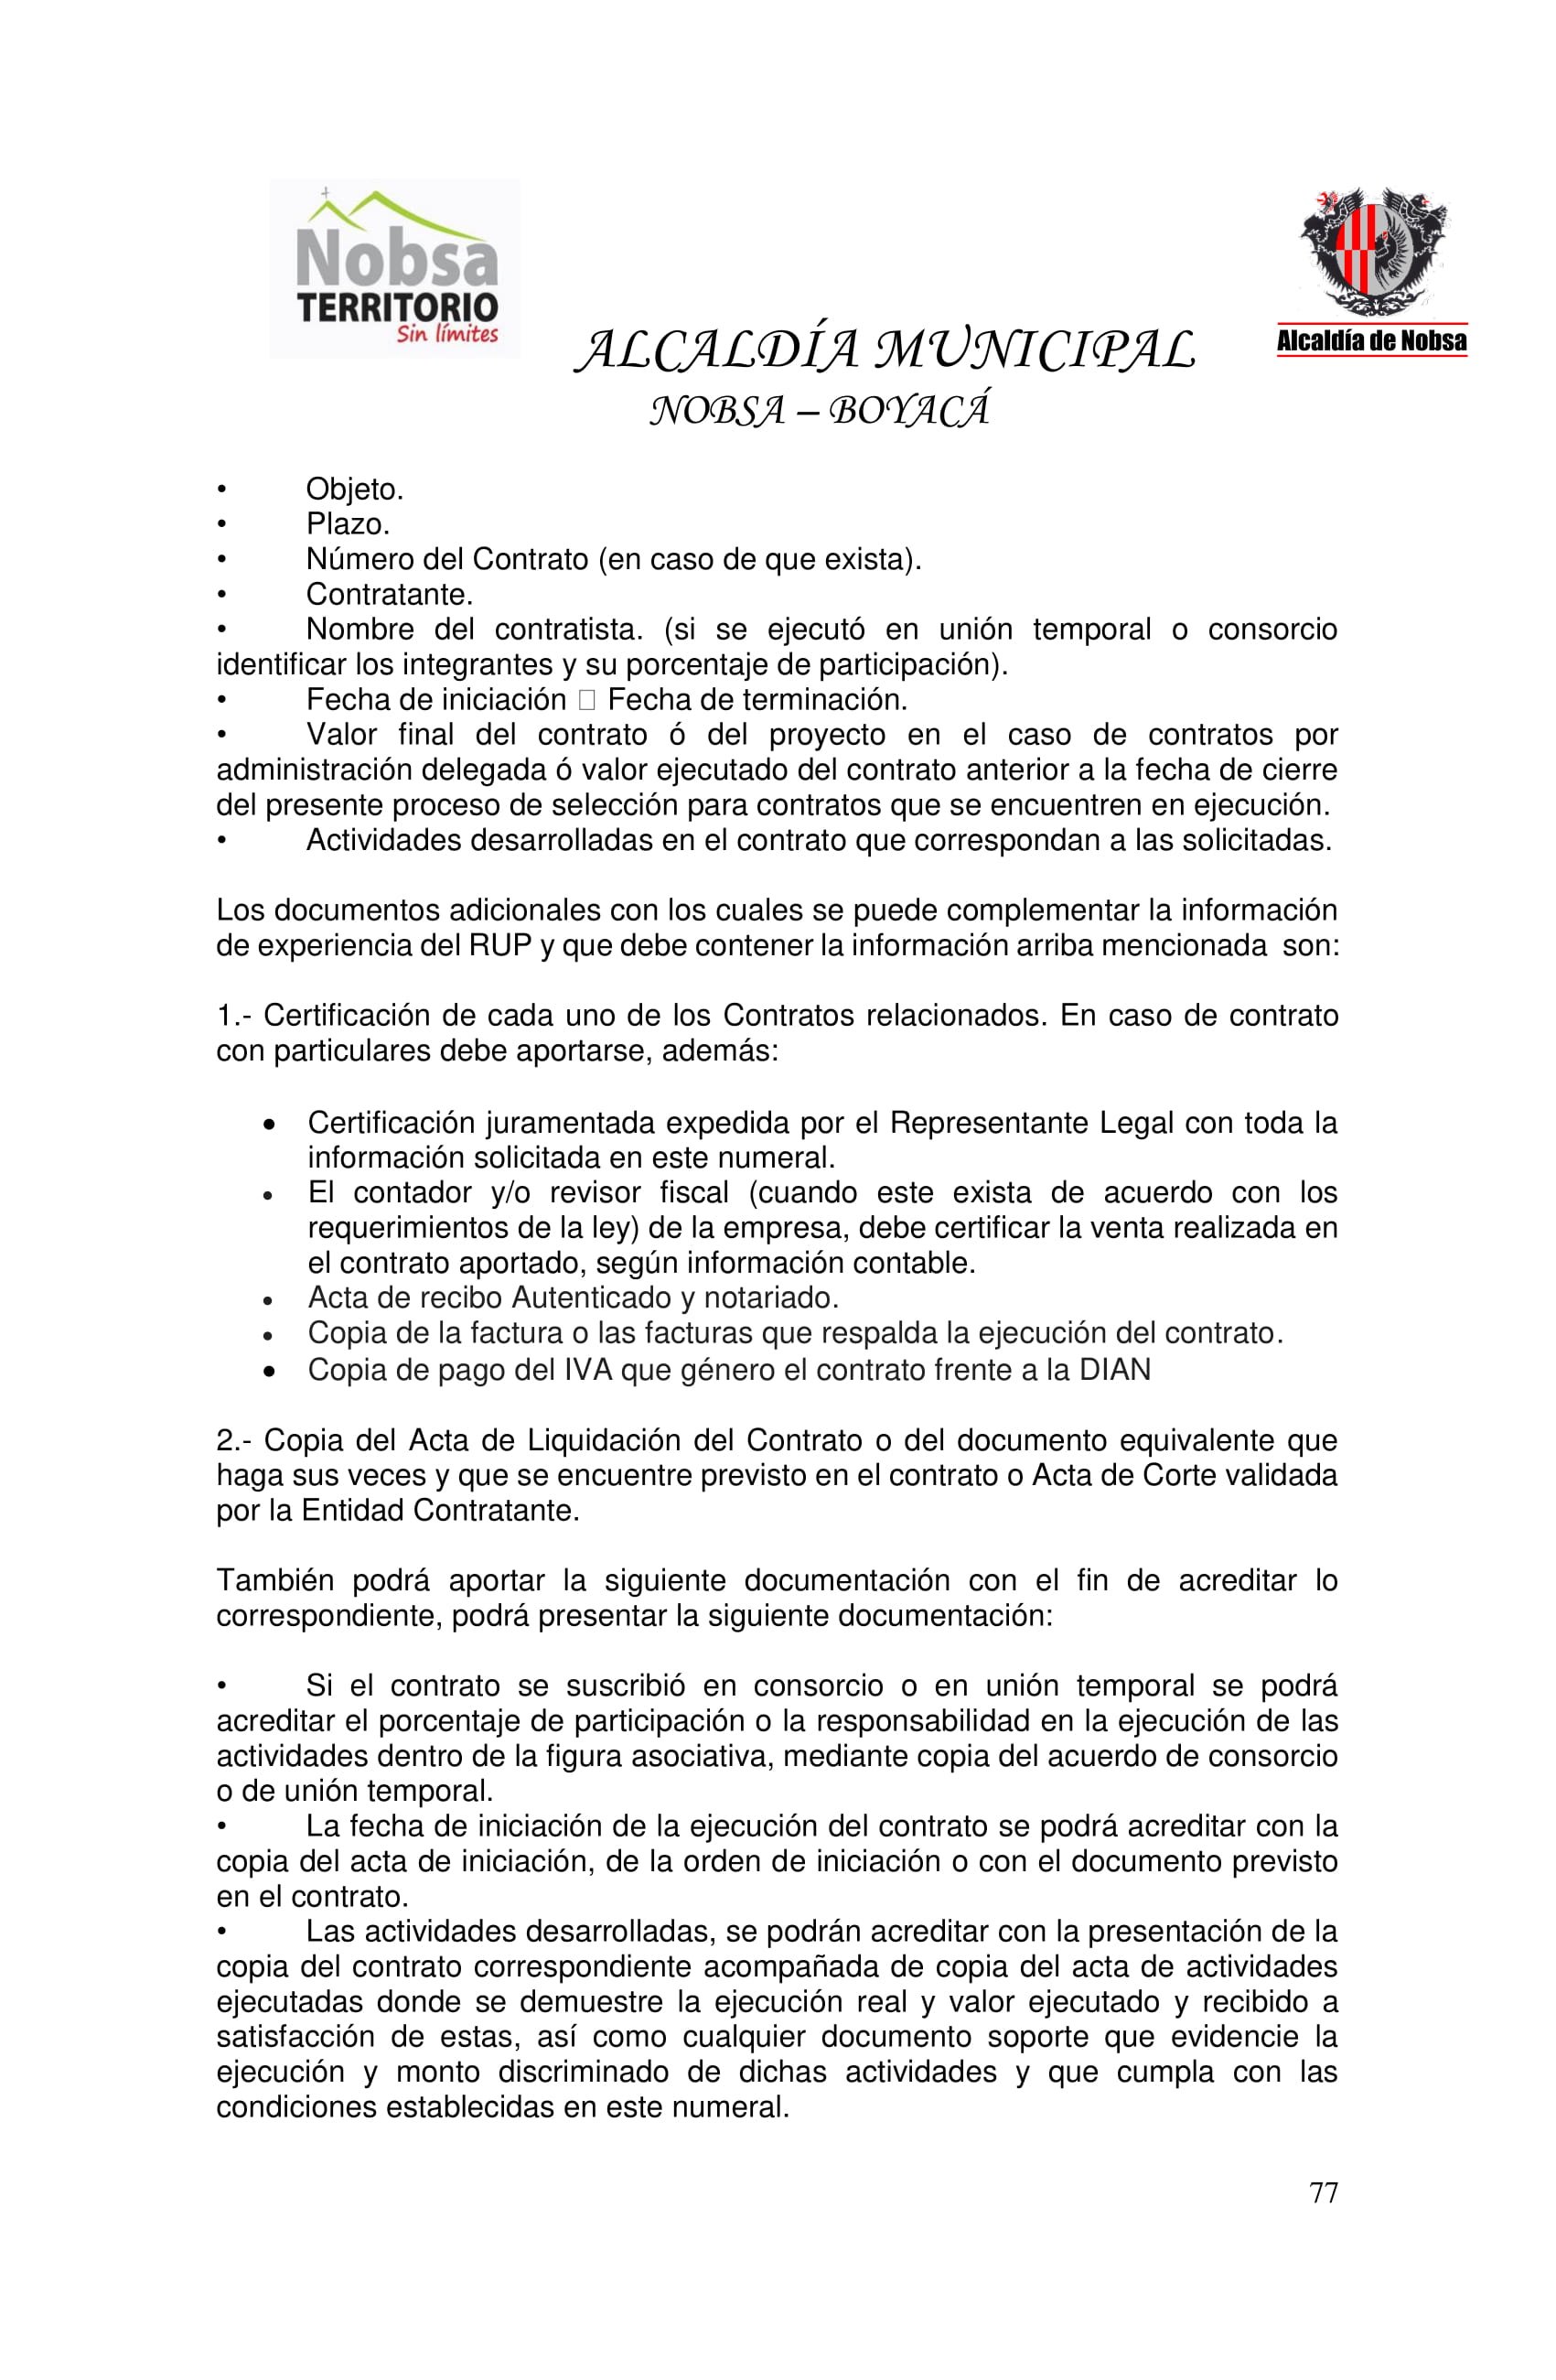 Nobsa
TERRITORIO
Sin límites
Alcaldía de Nobsa
ALCALDÍA MUNICIPAL
NOBSA – BOYACÁ
• Objeto.
• Plazo.
• Número del Contrato (en caso de que exista).
• Contratante.
• Nombre del contratista. (si se ejecutó en unión temporal o consorcio
identificar los integrantes y su porcentaje de participación).
• Fecha de iniciación  Fecha de terminación.
• Valor final del contrato ó del proyecto en el caso de contratos por
administración delegada ó valor ejecutado del contrato anterior a la fecha de cierre
del presente proceso de selección para contratos que se encuentren en ejecución.
• Actividades desarrolladas en el contrato que correspondan a las solicitadas.
Los documentos adicionales con los cuales se puede complementar la información
de experiencia del RUP y que debe contener la información arriba mencionada son:
1.- Certificación de cada uno de los Contratos relacionados. En caso de contrato
con particulares debe aportarse, además:
• Certificación juramentada expedida por el Representante Legal con toda la
información solicitada en este numeral.
• El contador y/o revisor fiscal (cuando este exista de acuerdo con los
requerimientos de la ley) de la empresa, debe certificar la venta realizada en
el contrato aportado, según información contable.
• Acta de recibo Autenticado y notariado.
• Copia de la factura o las facturas que respalda la ejecución del contrato.
• Copia de pago del IVA que género el contrato frente a la DIAN
2.- Copia del Acta de Liquidación del Contrato o del documento equivalente que
haga sus veces y que se encuentre previsto en el contrato o Acta de Corte validada
por la Entidad Contratante.
También podrá aportar la siguiente documentación con el fin de acreditar lo
correspondiente, podrá presentar la siguiente documentación:
• Si el contrato se suscribió en consorcio o en unión temporal se podrá
acreditar el porcentaje de participación o la responsabilidad en la ejecución de las
actividades dentro de la figura asociativa, mediante copia del acuerdo de consorcio
o de unión temporal.
• La fecha de iniciación de la ejecución del contrato se podrá acreditar con la
copia del acta de iniciación, de la orden de iniciación o con el documento previsto
en el contrato.
• Las actividades desarrolladas, se podrán acreditar con la presentación de la
copia del contrato correspondiente acompañada de copia del acta de actividades
ejecutadas donde se demuestre la ejecución real y valor ejecutado y recibido a
satisfacción de estas, así como cualquier documento soporte que evidencie la
ejecución y monto discriminado de dichas actividades y que cumpla con las
condiciones establecidas en este numeral.
77